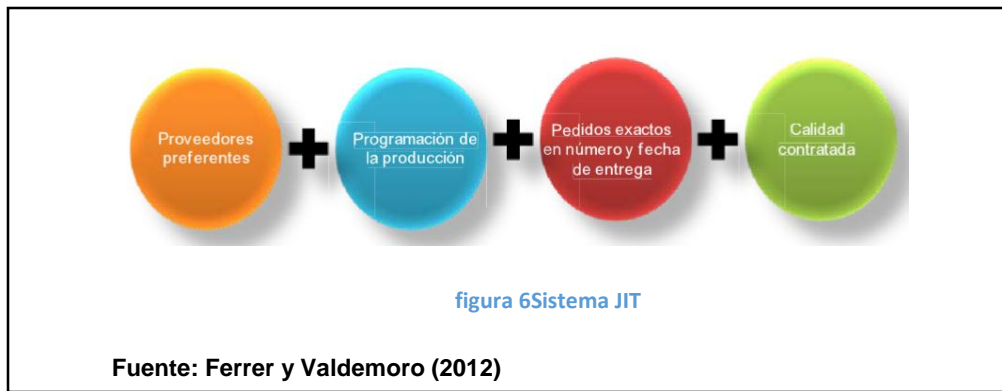 Proveedores
preferentes
Programación de
la producción
Pedidos exactos
en número y fecha
de entrega
Calidad
contratada
figura 6Sistema JIT
Fuente: Ferrer y Valdemoro (2012)